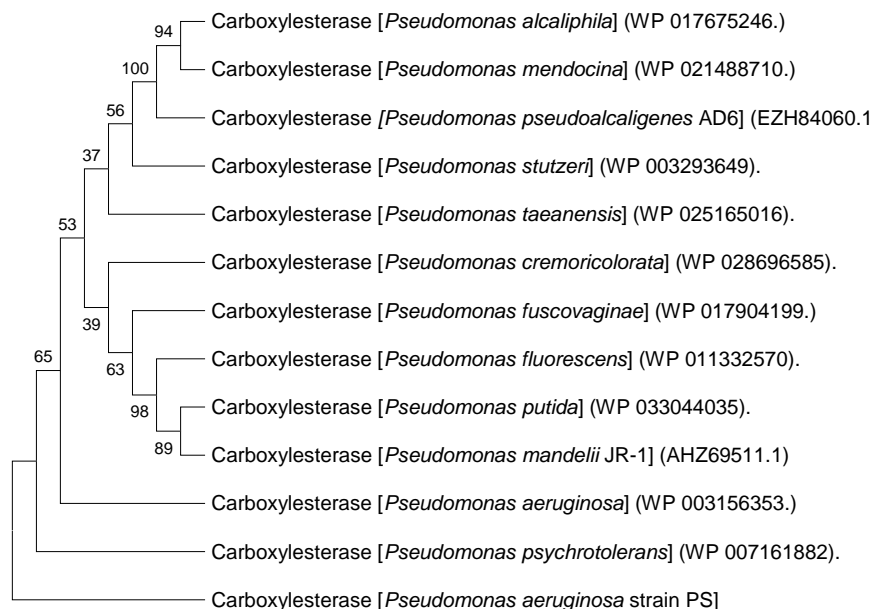 Carboxylesterase [Pseudomonas alcaliphila] (WP 017675246.)
94
Carboxylesterase [Pseudomonas mendocina] (WP 021488710.)
100
Carboxylesterase [Pseudomonas pseudoalcaligenes AD6] (EZH84060.1
56
Carboxylesterase [Pseudomonas stutzeri] (WP 003293649).
37
Carboxylesterase [Pseudomonas taeanensis] (WP 025165016).
53
Carboxylesterase [Pseudomonas cremoricolorata] (WP 028696585).
39
Carboxylesterase [Pseudomonas fuscovaginae] (WP 017904199.)
65
63
Carboxylesterase [Pseudomonas fluorescens] (WP 011332570).
98
Carboxylesterase [Pseudomonas putida] (WP 033044035).
89
Carboxylesterase [Pseudomonas mandelii JR-1] (AHZ69511.1)
Carboxylesterase [Pseudomonas aeruginosa] (WP 003156353.)
Carboxylesterase [Pseudomonas psychrotolerans] (WP 007161882).
Carboxylesterase [Pseudomonas aeruginosa strain PS]